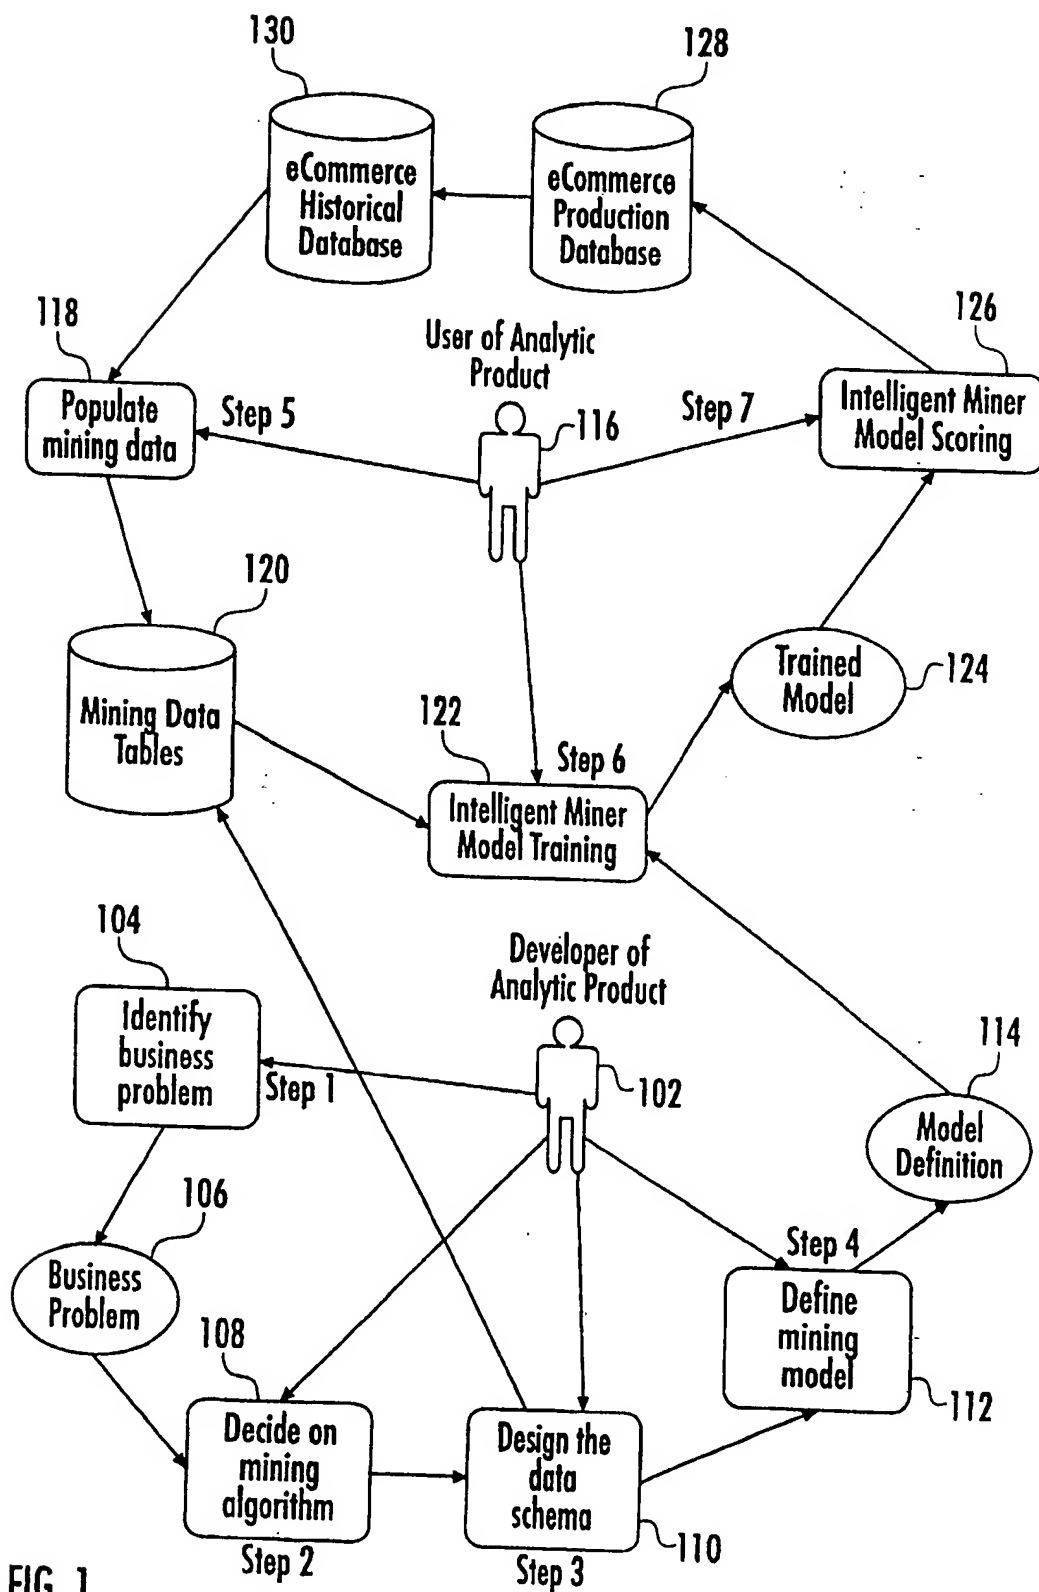 130
128
eCommerce
Historical
Database
eCommerce
Production
Database
118
126
User of Analytic
Product
Populate
mining data
Step 5
116
Step 7
Intelligent Miner
Model Scoring
120
Mining Data
Tables
Trained
Model
124
122
Step 6
Intelligent Miner
Model Training
104
Developer of
Analytic Product
Identify
business
problem
Step 1
102
114
Model
Definition
106
Business
Problem
Step 4
Define
mining
model
112
108
Decide on
mining
algorithm
Step 2
Design the
data
schema
110
Step 3
FIG. 1